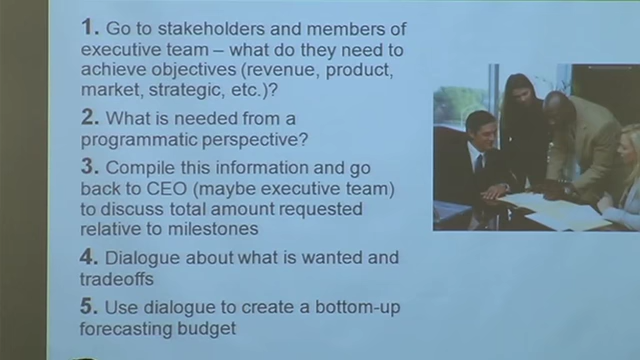 1. Go to stakeholders and members of
executive team – what do they need to
achieve objectives (revenue, product,
market, strategic, etc.)?
2. What is needed from a
programmatic perspective?
3. Compile this information and go
back to CEO (maybe executive team)
to discuss total amount requested
relative to milestones
4. Dialogue about what is wanted and
tradeoffs
5. Use dialogue to create a bottom-up
forecasting budget